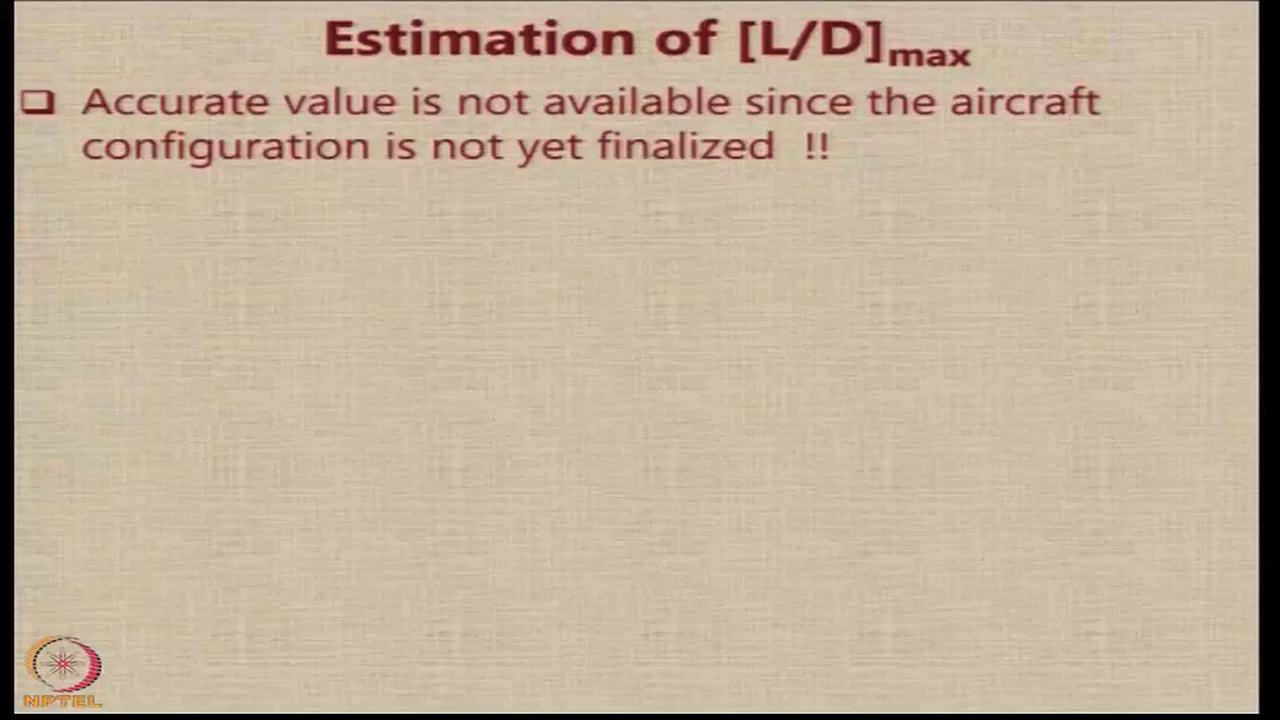 Estimation of [L/D]max
❑ Accurate value is not available since the aircraft
configuration is not yet finalized !!
NPTEL